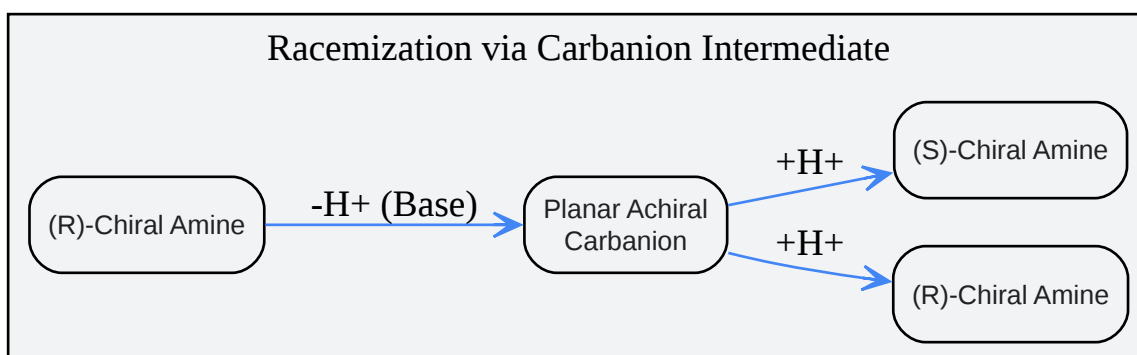 Racemization via Carbanion Intermediate
(R)-Chiral Amine
-H+ (Base)
Planar Achiral
Carbanion
+H+
(S)-Chiral Amine
+H+
(R)-Chiral Amine